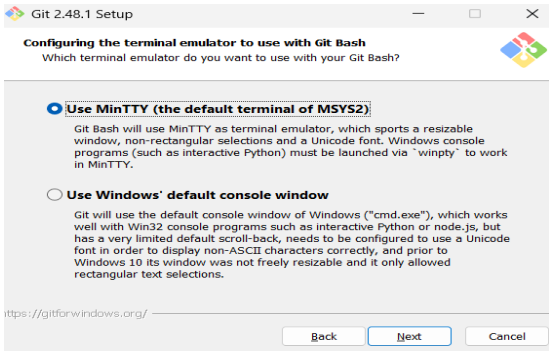 Git 2.48.1 Setup
Configuring the terminal emulator to use with Git Bash
Which terminal emulator do you want to use with your Git Bash?
Use MinTTY (the default terminal of MSYS2)
Git Bash will use MinTTY as terminal emulator, which sports a resizable
window, non-rectangular selections and a Unicode font. Windows console
programs (such as interactive Python) must be launched via `winpty` to work
in MinTTY.
Use Windows' default console window
Git will use the default console window of Windows ("cmd.exe"), which works
well with Win32 console programs such as interactive Python or node.js, but
has a very limited default scroll-back, needs to be configured to use a Unicode
font in order to display non-ASCII characters correctly, and prior to
Windows 10 its window was not freely resizable and it only allowed
rectangular text selections.
https://gitforwindows.org/
Back Next Cancel